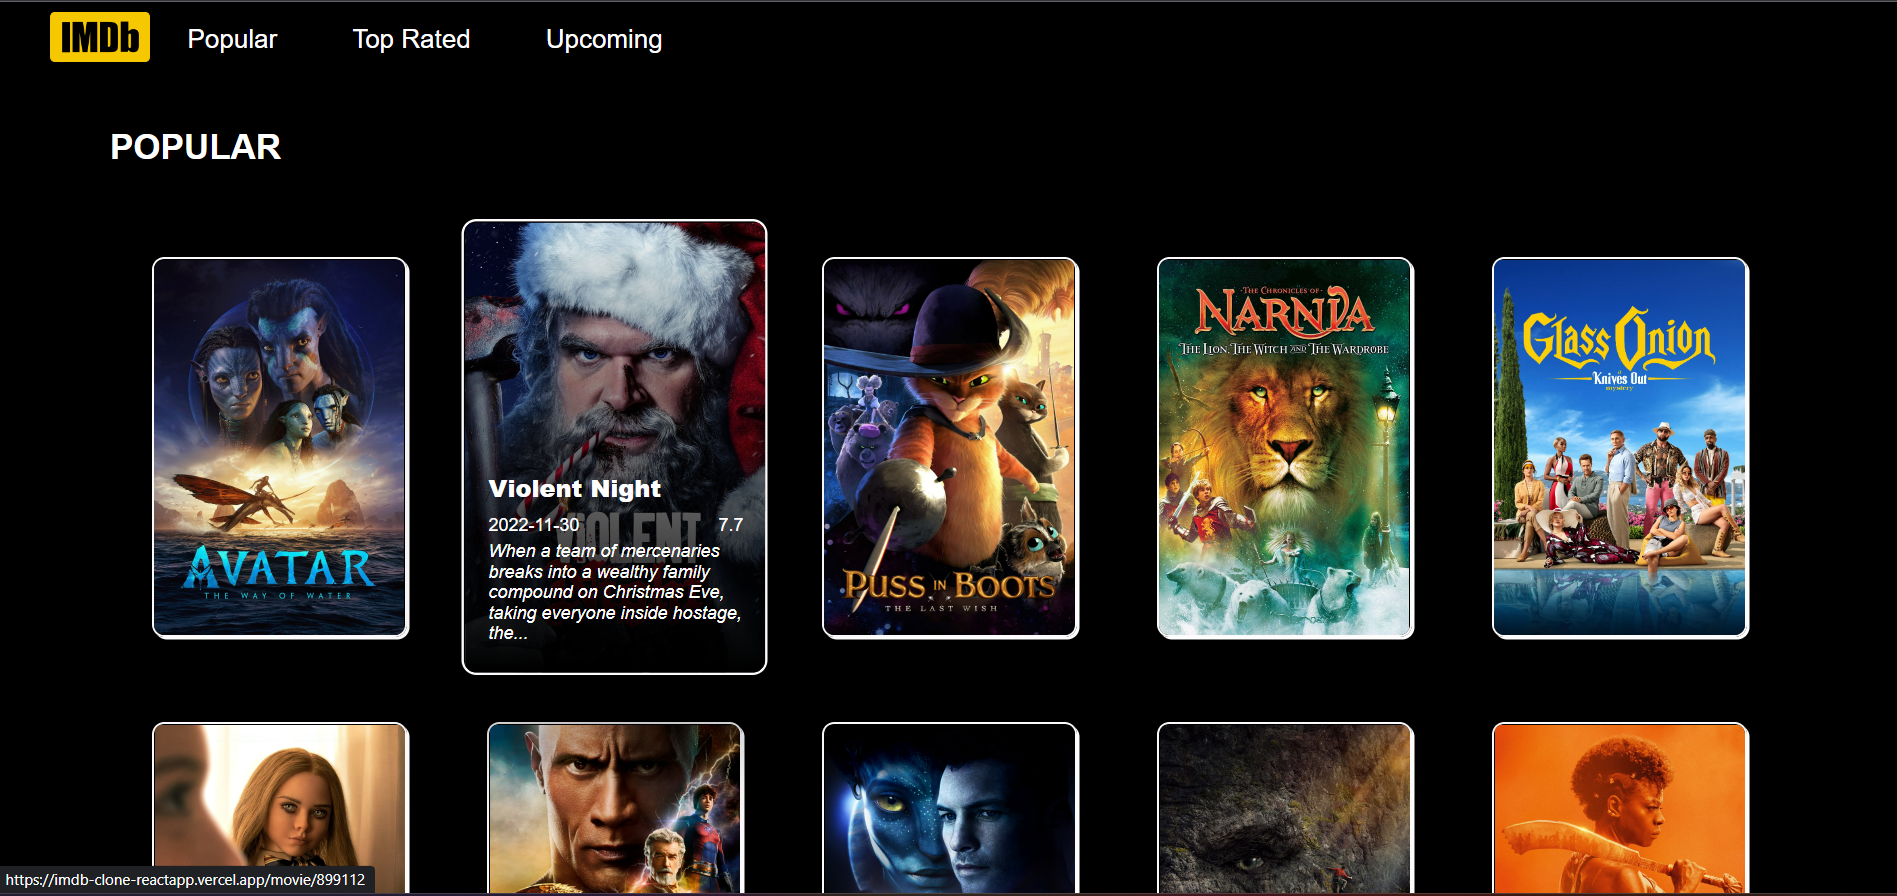 IMDb
Popular
Top Rated
Upcoming
POPULAR
AVATAR
THE WAY OF WATER
Violent Night
2022-11-30
7.7
VIOLENT
When a team of mercenaries
breaks into a wealthy family
compound on Christmas Eve,
taking everyone inside hostage,
the...
PUSS IN BOOTS
THE LAST WISH
THE CHRONICLES OF
NARNIA
THE LION, THE WITCH AND THE WARDROBE
Glass Onion
a
Knives Out
mystery
https://imdb-clone-reactapp.vercel.app/movie/899112